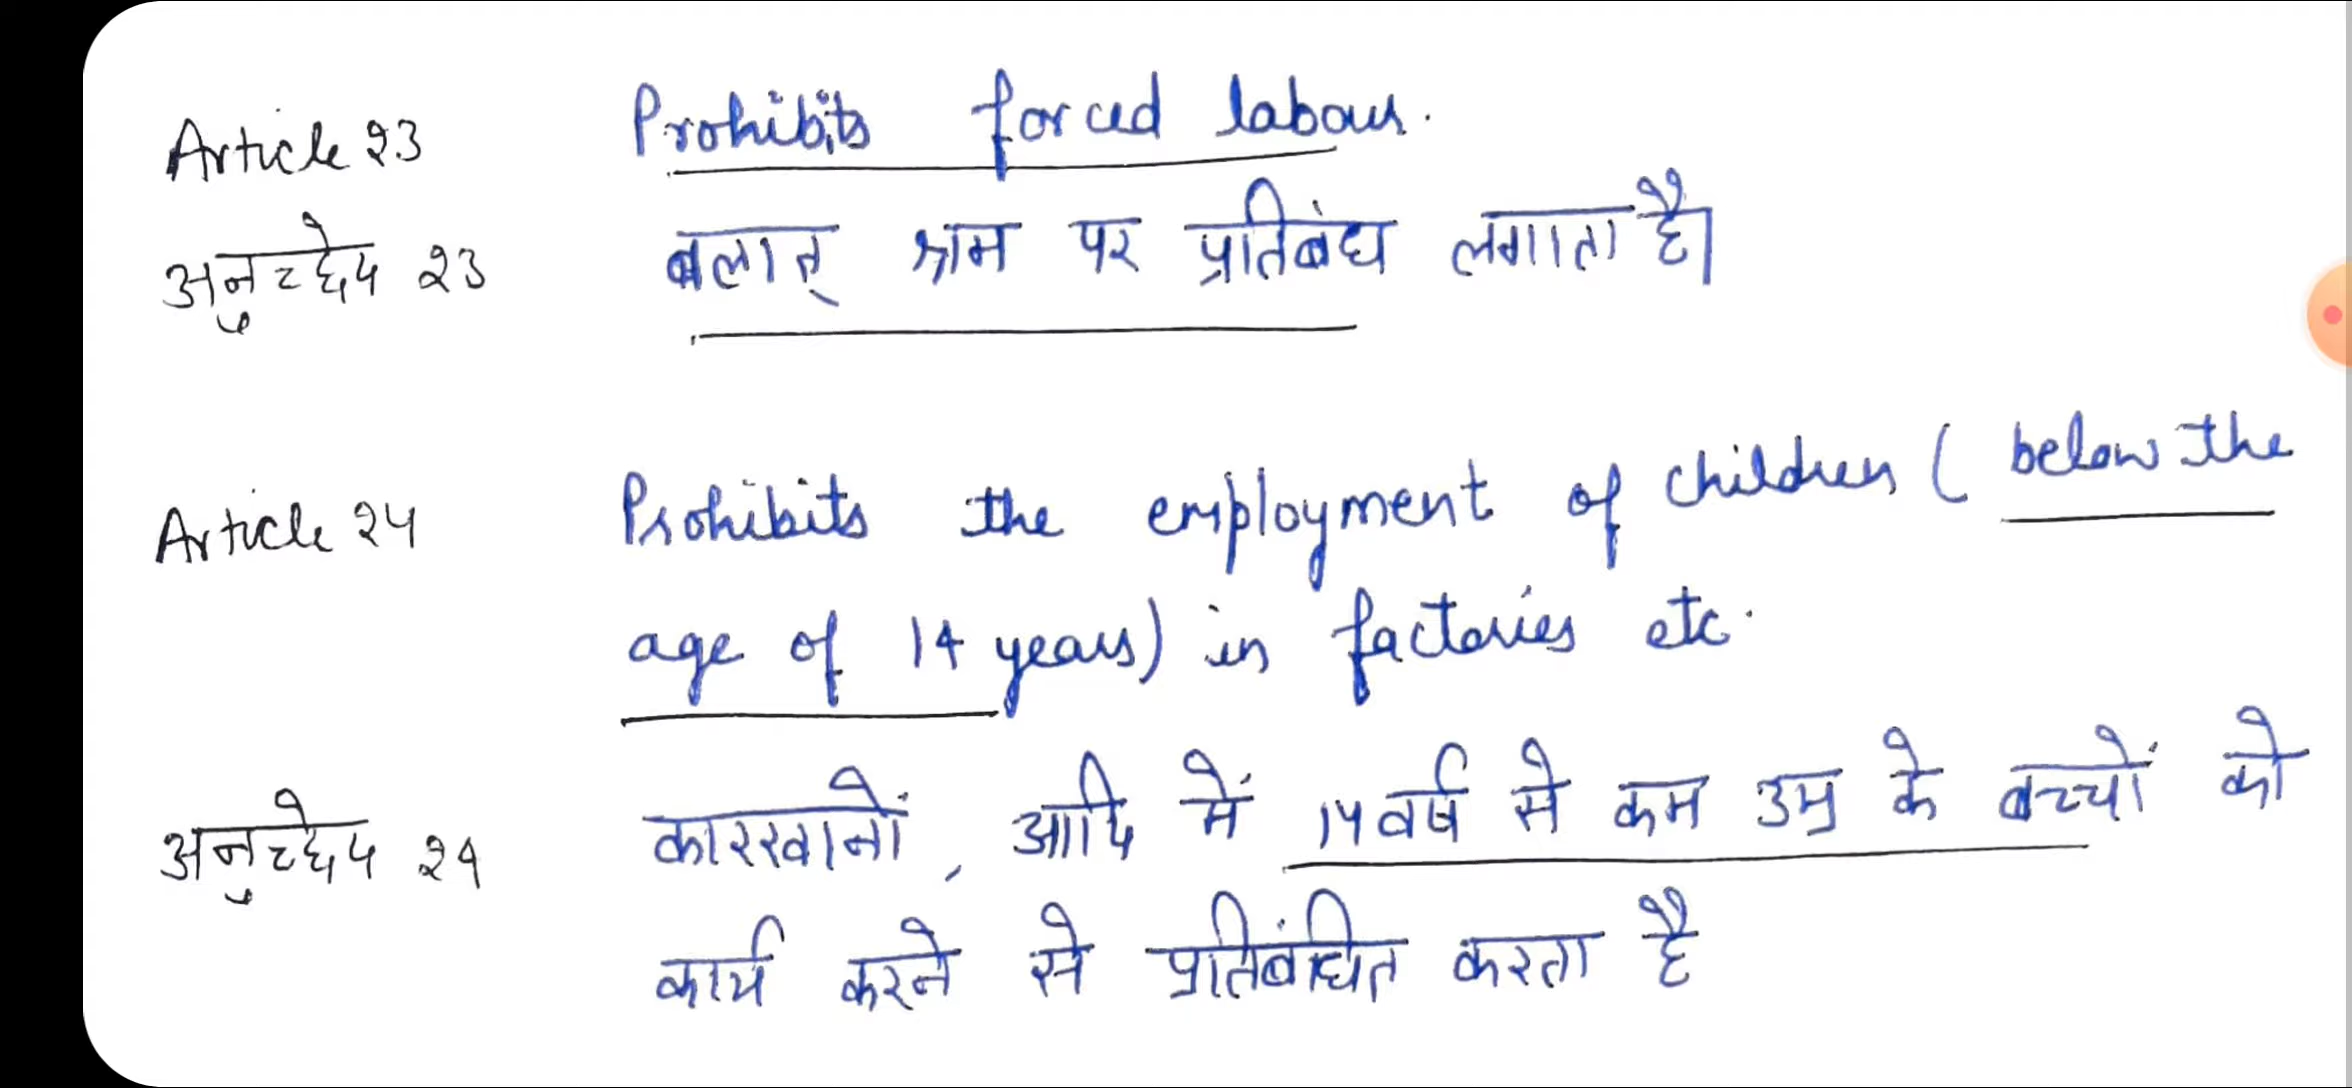 Article 23 Prohibits forced labour.
अनुच्छेद 23 बलात् श्रम पर प्रतिबंध लगाता है।
Article 24 Prohibits the employment of children ( below the
age of 14 years) in factories etc.
अनुच्छेद 24 कारखानों, आदि में 14 वर्ष से कम उम्र के बच्चों को
कार्य करने से प्रतिबंधित करता है